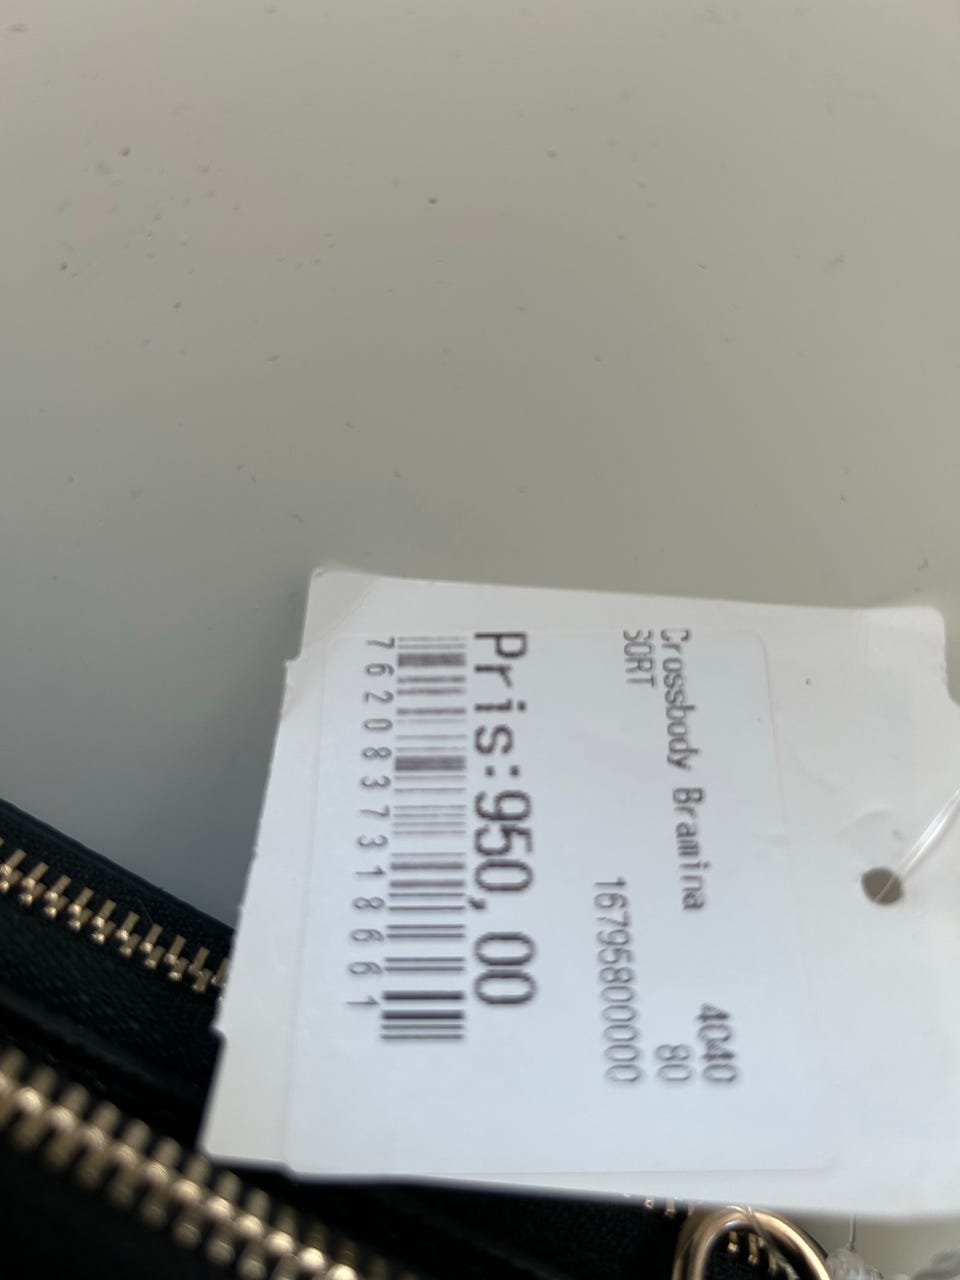 Crossbody Bramina 4040
SORT 80
16795800000
Pris:950,00
7620837318661